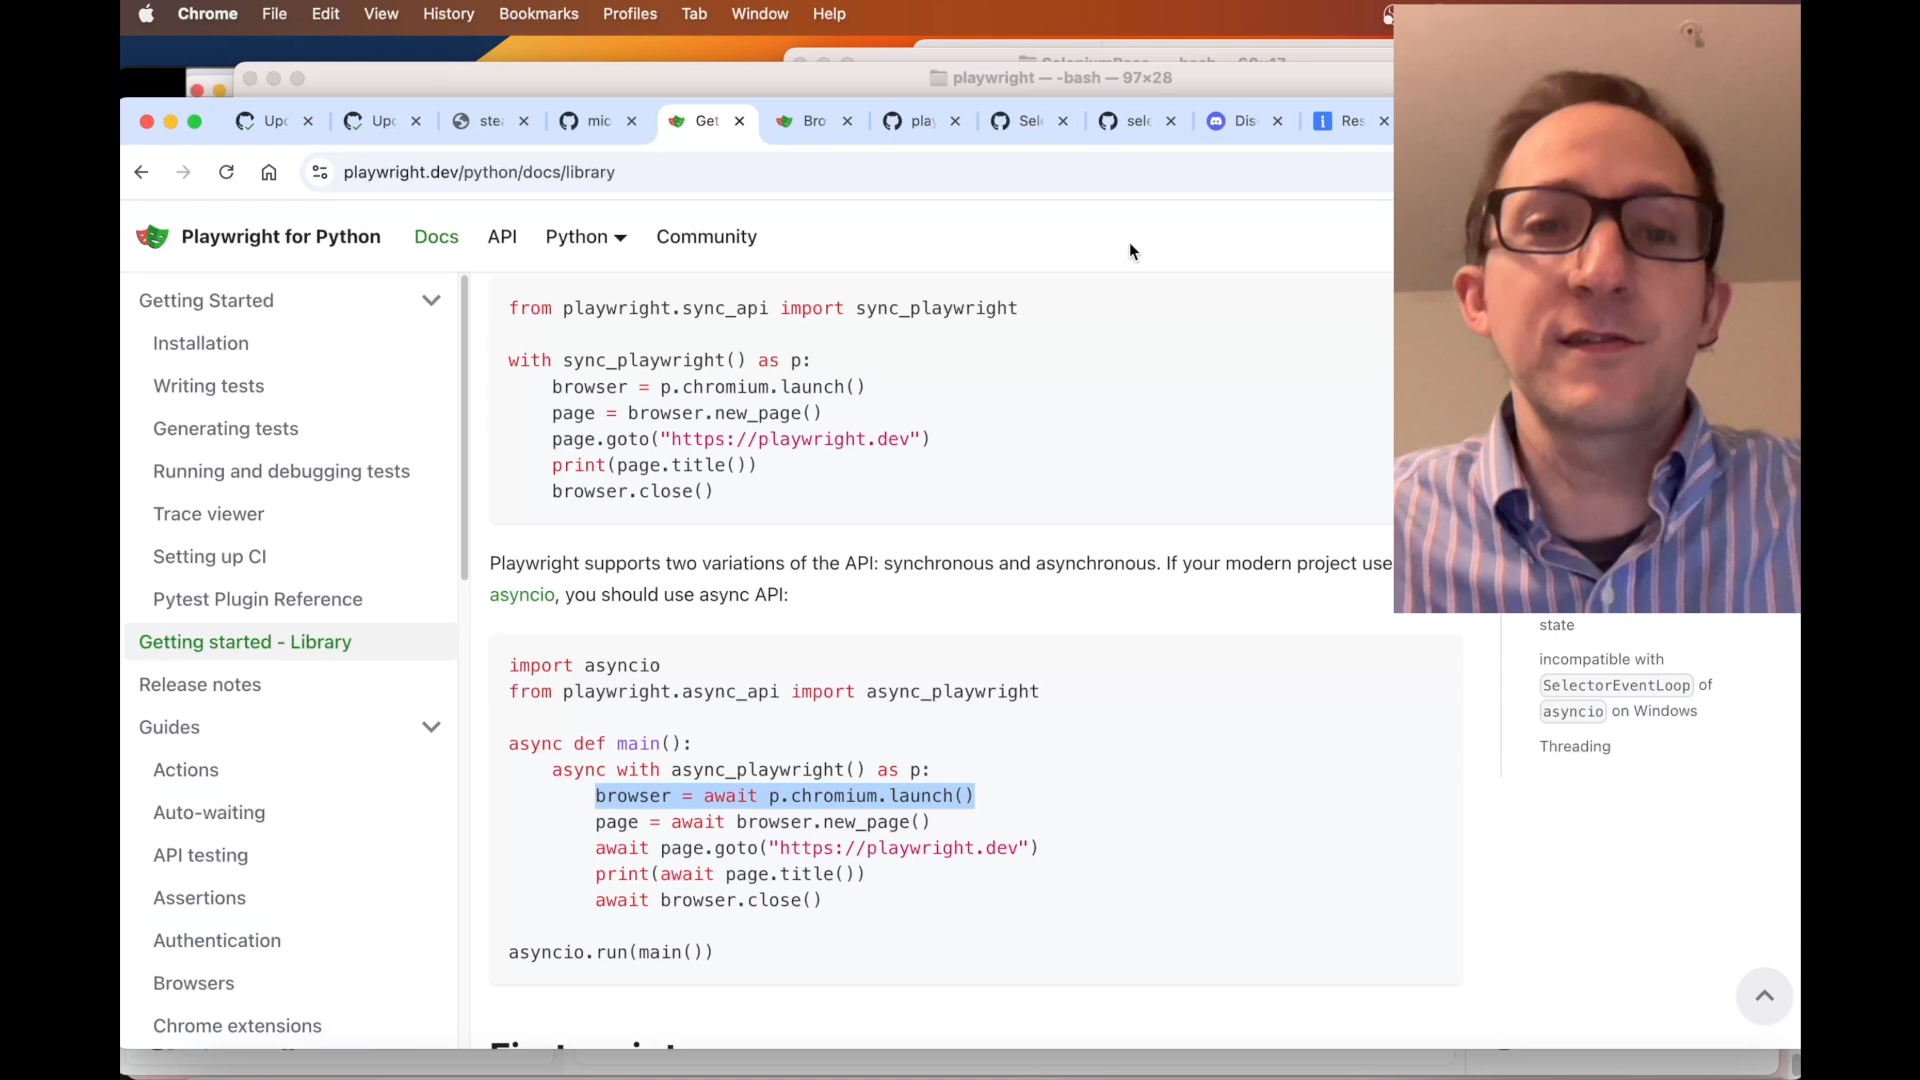 Chrome File Edit View History Bookmarks Profiles Tab Window Help
playwright — -bash — 97×28
Upc Upc stea mic Get Bro play Sele sele Dis Res
playwright.dev/python/docs/library
Playwright for Python Docs API Python Community
Getting Started
Installation
Writing tests
Generating tests
Running and debugging tests
Trace viewer
Setting up CI
Pytest Plugin Reference
Getting started - Library
Release notes
Guides
Actions
Auto-waiting
API testing
Assertions
Authentication
Browsers
Chrome extensions
from playwright.sync_api import sync_playwright
with sync_playwright() as p:
browser = p.chromium.launch()
page = browser.new_page()
page.goto("https://playwright.dev")
print(page.title())
browser.close()
Playwright supports two variations of the API: synchronous and asynchronous. If your modern project use
asyncio, you should use async API:
import asyncio
from playwright.async_api import async_playwright
async def main():
async with async_playwright() as p:
browser = await p.chromium.launch()
page = await browser.new_page()
await page.goto("https://playwright.dev")
print(await page.title())
await browser.close()
asyncio.run(main())
state
incompatible with
SelectorEventLoop of
asyncio on Windows
Threading